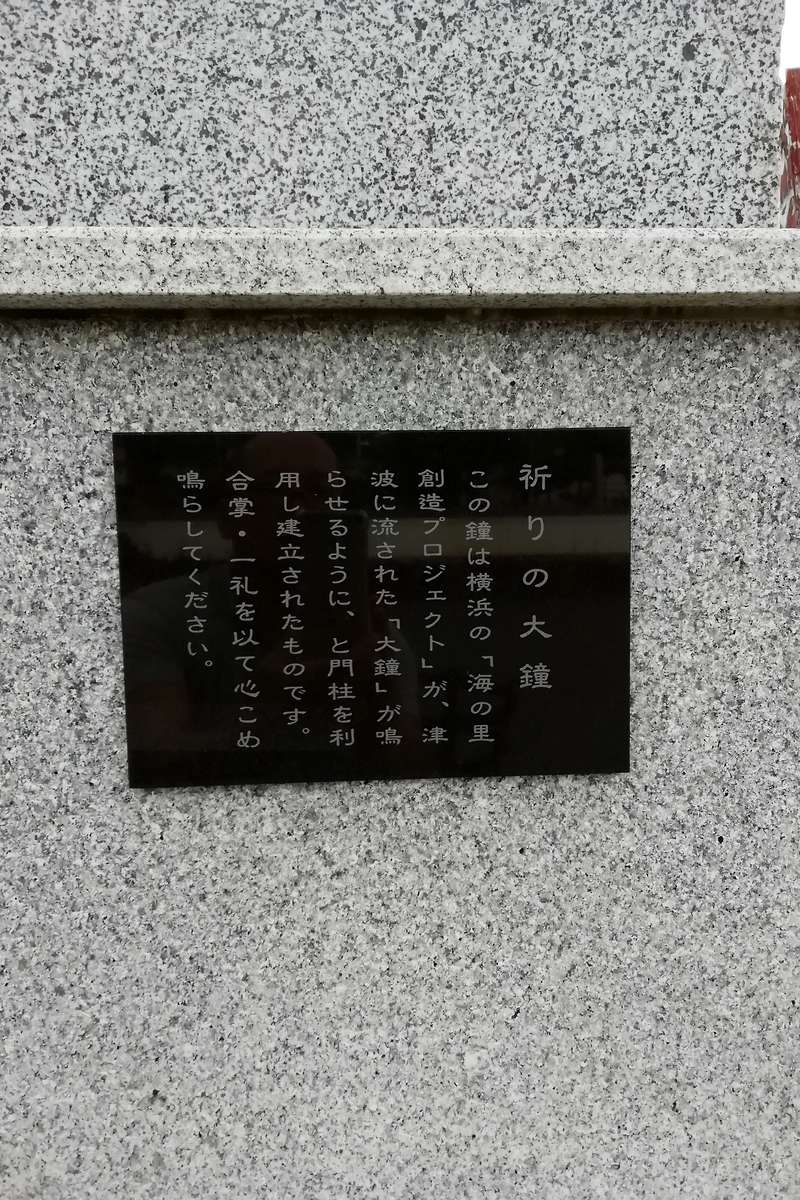 祈りの大鐘
この鐘は横浜の「海の里
創造プロジェクト」が、津
波に流された「大鐘」が鳴
らせるように、と門柱を利
用し建立されたものです。
合掌・一礼を以て心こめ
鳴らしてください。